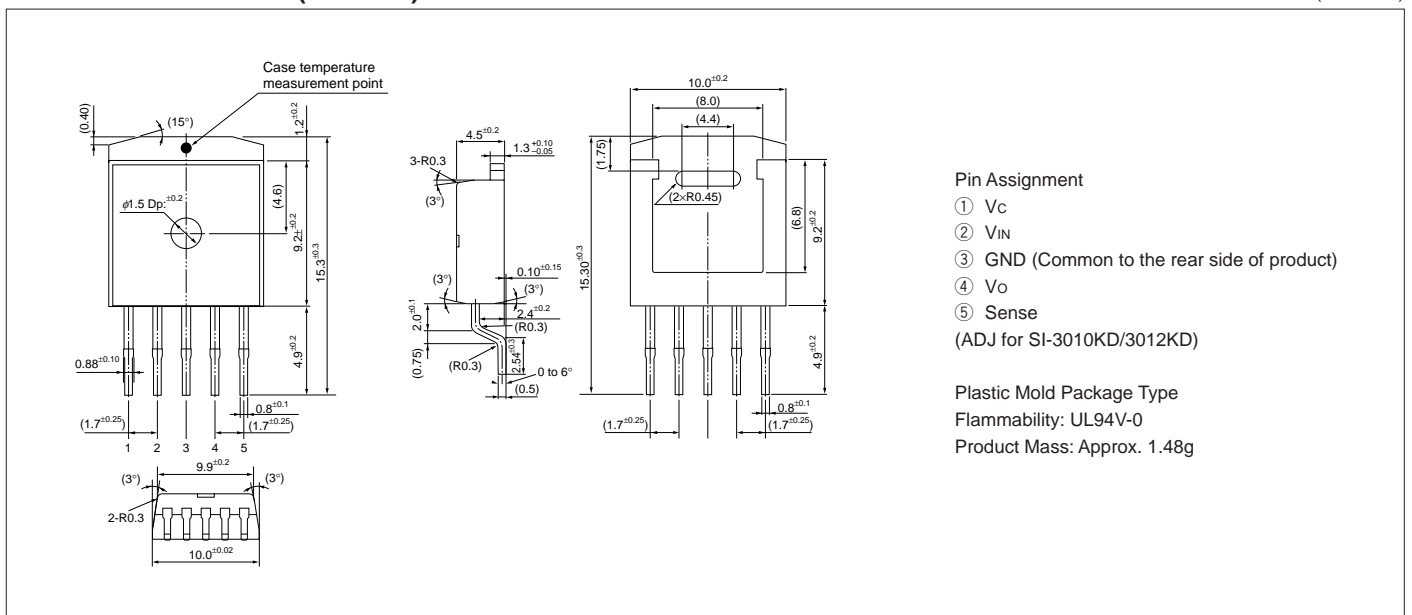 Case temperature
measurement point
(0.40)
(15°)
1.2±0.2
φ1.5 Dp:±0.2
(4.6)
9.2±±0.2
15.3±0.3
4.9±0.2
0.88±0.10
0.8±0.1
(1.7±0.25)
(1.7±0.25)
1 2 3 4 5
4.5±0.2
1.3+0.10 −0.05
3-R0.3
(3°)
0.10±0.15
(3°)
(3°)
2.0±0.1
2.4±0.2
(R0.3)
(0.75)
(R0.3)
2.54±0.3
0 to 6°
(0.5)
10.0±0.2
(8.0)
(4.4)
(1.75)
(2×R0.45)
(6.8)
9.2±0.2
15.30±0.3
4.9±0.2
0.8±0.1
(1.7±0.25)
(1.7±0.25)
9.9±0.2
(3°)
(3°)
2-R0.3
10.0±0.02
Pin Assignment
① VC
② VIN
③ GND (Common to the rear side of product)
④ VO
⑤ Sense
(ADJ for SI-3010KD/3012KD)
Plastic Mold Package Type
Flammability: UL94V-0
Product Mass: Approx. 1.48g